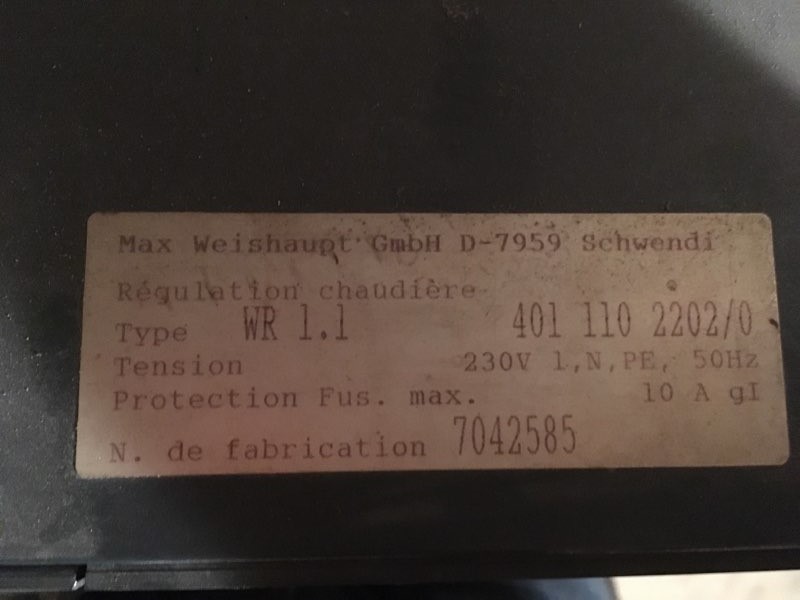 Max Weishaupt GmbH D-7959 Schwendi
Régulation chaudière
Type WR 1.1 401 110 2202/0
Tension 230V 1,N,PE, 50Hz
Protection Fus. max. 10 A gI
N. de fabrication 7042585